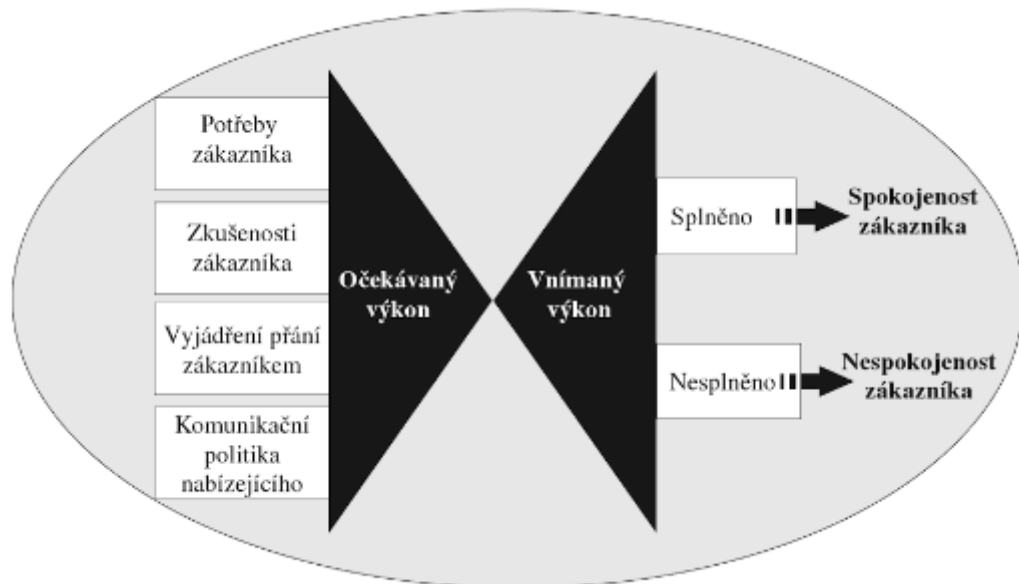 Potřeby
zákazníka
Zkušenosti
zákazníka
Vyjádření přání
zákazníkem
Komunikační
politika
nabízejícího
Očekávaný
výkon
Vnímaný
výkon
Splněno
Spokojenost
zákazníka
Nesplněno
Nespokojenost
zákazníka